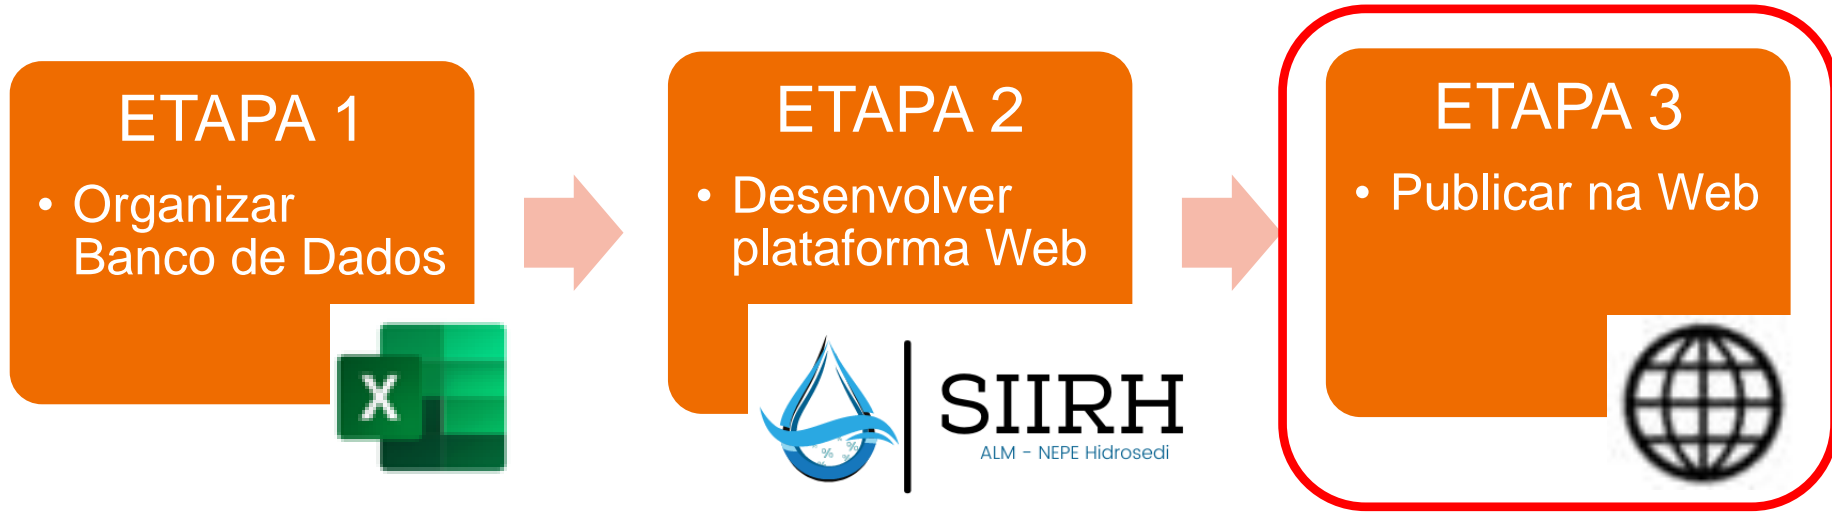 ETAPA 1
• Organizar
Banco de Dados
X
ETAPA 2
• Desenvolver
plataforma Web
% %
% %
%
SIIRH
ALM - NEPE Hidrosedi
ETAPA 3
• Publicar na Web